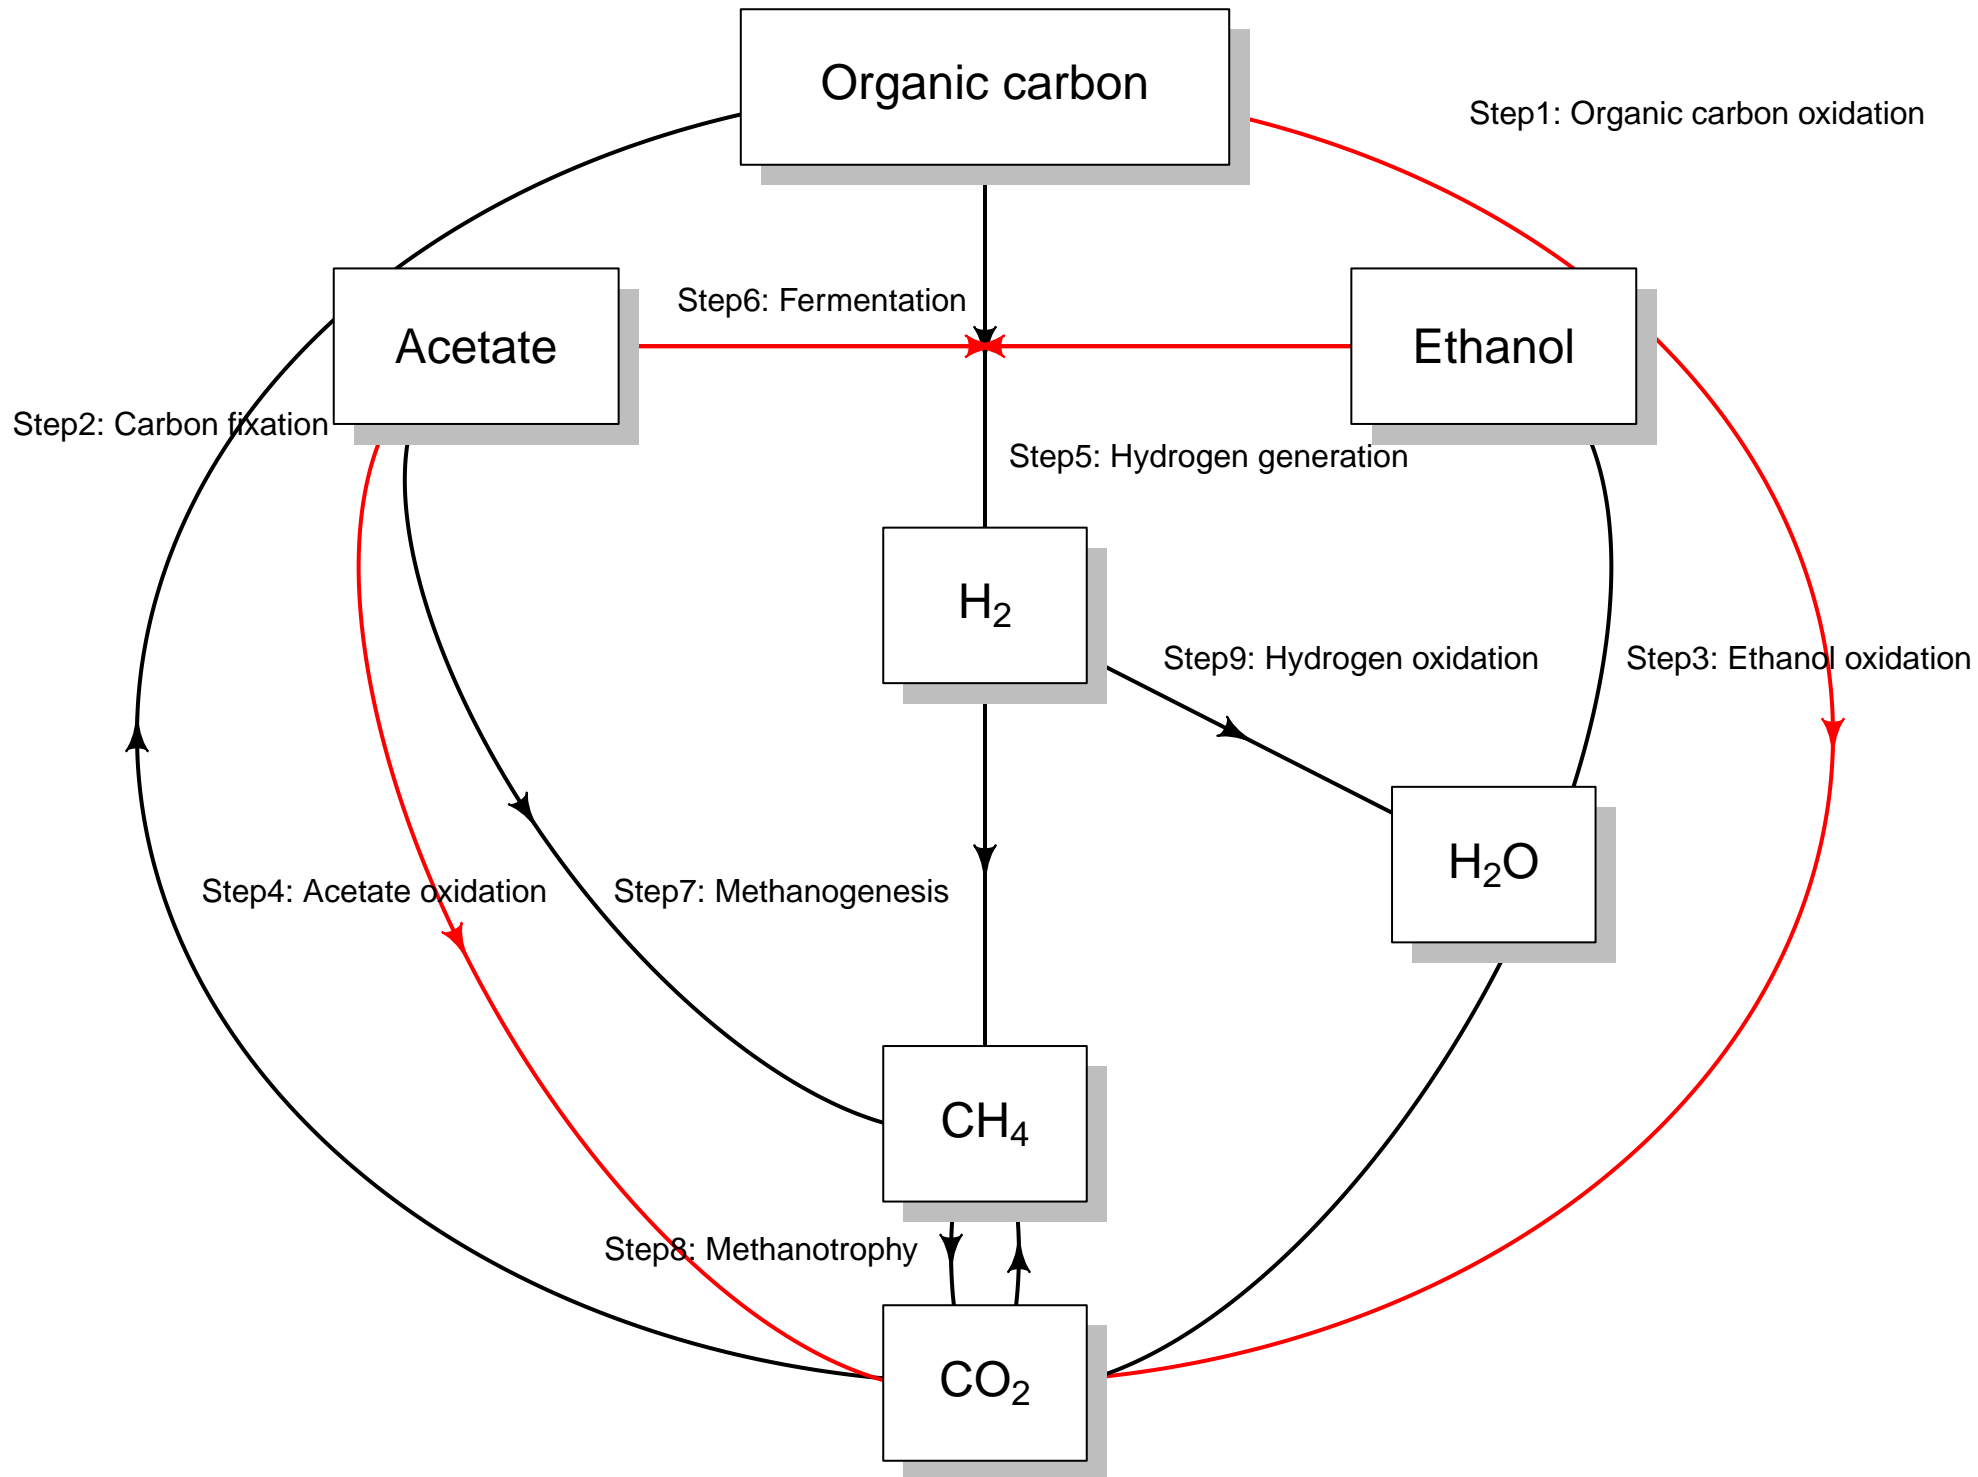 Organic carbon
Step1: Organic carbon oxidation
Step6: Fermentation
Acetate
Ethanol
Step2: Carbon fixation
Step5: Hydrogen generation
H₂
Step9: Hydrogen oxidation
Step3: Ethanol oxidation
H₂O
Step4: Acetate oxidation
Step7: Methanogenesis
CH₄
Step8: Methanotrophy
CO₂